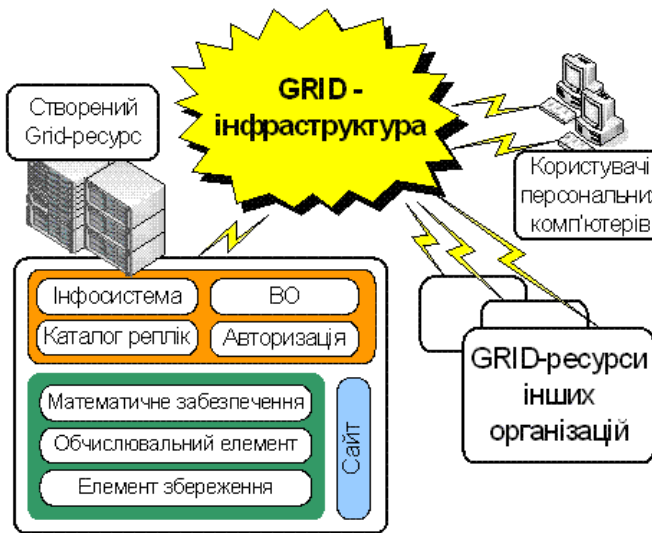 GRID -
інфраструктура
Створений
Grid-ресурс
Користувачі
персональних
комп'ютерів
Інфосистема
ВО
Каталог реплік
Авторизація
GRID-ресурси
інших
організацій
Математичне забезпечення
Обчислювальний елемент
Елемент збереження
Сайт